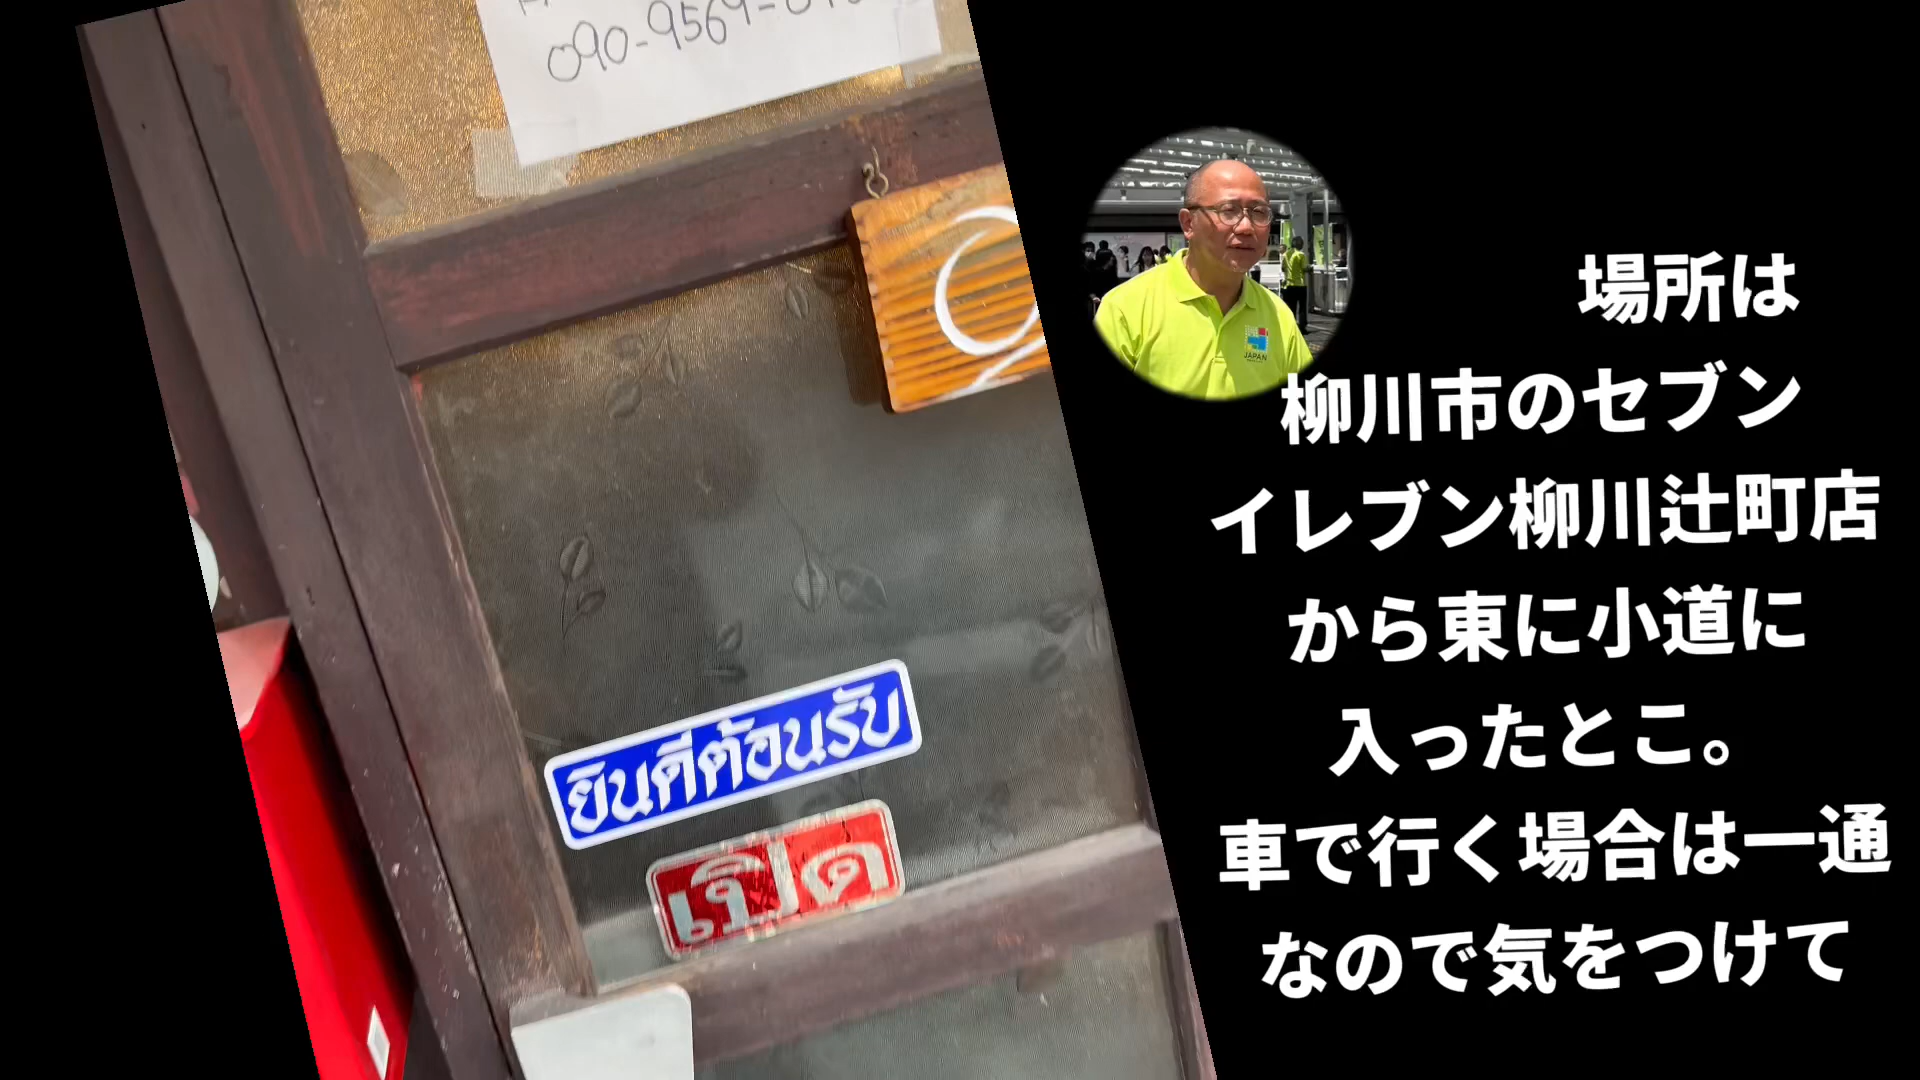 090-9569-
ยินดีต้อนรับ
เปิด
JAPAN
場所は
柳川市のセブン
イレブン柳川辻町店
から東に小道に
入ったとこ。
車で行く場合は一通
なので気をつけて